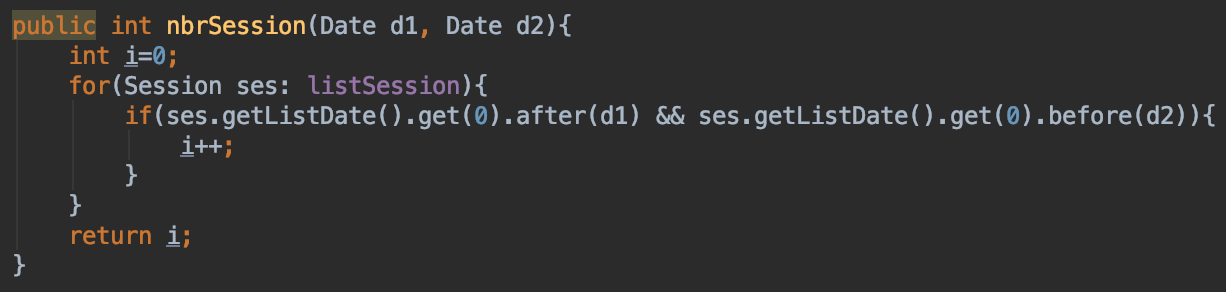 public int nbrSession(Date d1, Date d2){
    int i=0;
    for(Session ses: listSession){
        if(ses.getListDate().get(0).after(d1) && ses.getListDate().get(0).before(d2)){
            i++;
        }
    }
    return i;
}